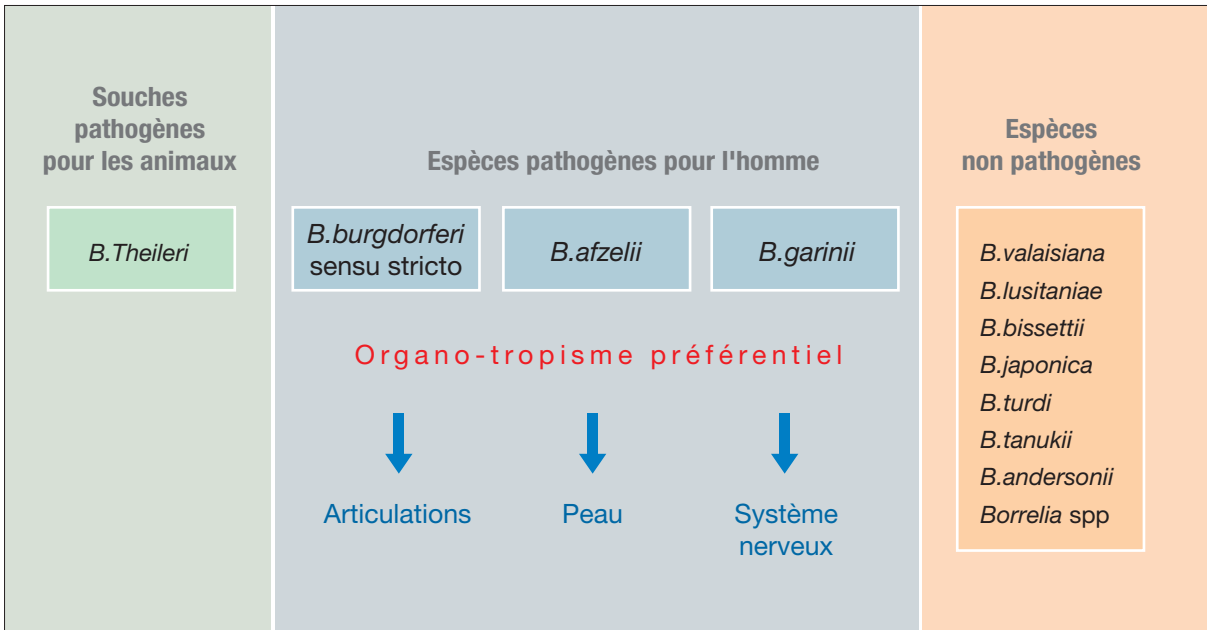 Souches
pathogènes
pour les animaux
B.Theileri
Espèces pathogènes pour l'homme
B.burgdorferi
sensu stricto
B.afzelii
B.garinii
Organo-tropisme préférentiel
Articulations
Peau
Système
nerveux
Espèces
non pathogènes
B.valaisiana
B.lusitaniae
B.bissettii
B.japonica
B.turdi
B.tanukii
B.andersonii
Borrelia spp